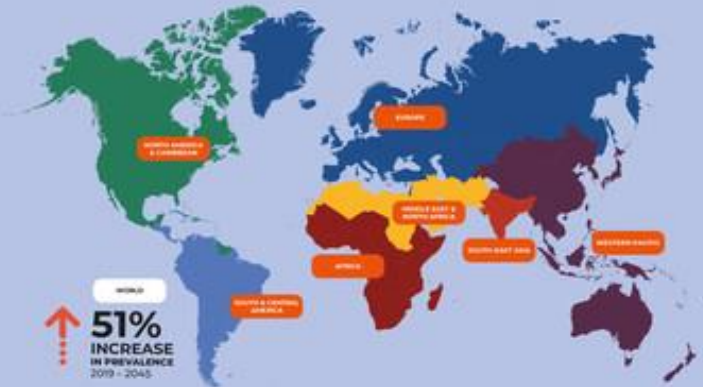 EUROPE
NORTH AMERICA
& CARIBBEAN
MIDDLE EAST &
NORTH AFRICA
SOUTH-EAST ASIA
WESTERN PACIFIC
AFRICA
SOUTH & CENTRAL
AMERICA
WORLD
51%
INCREASE
IN PREVALENCE
2019 - 2045